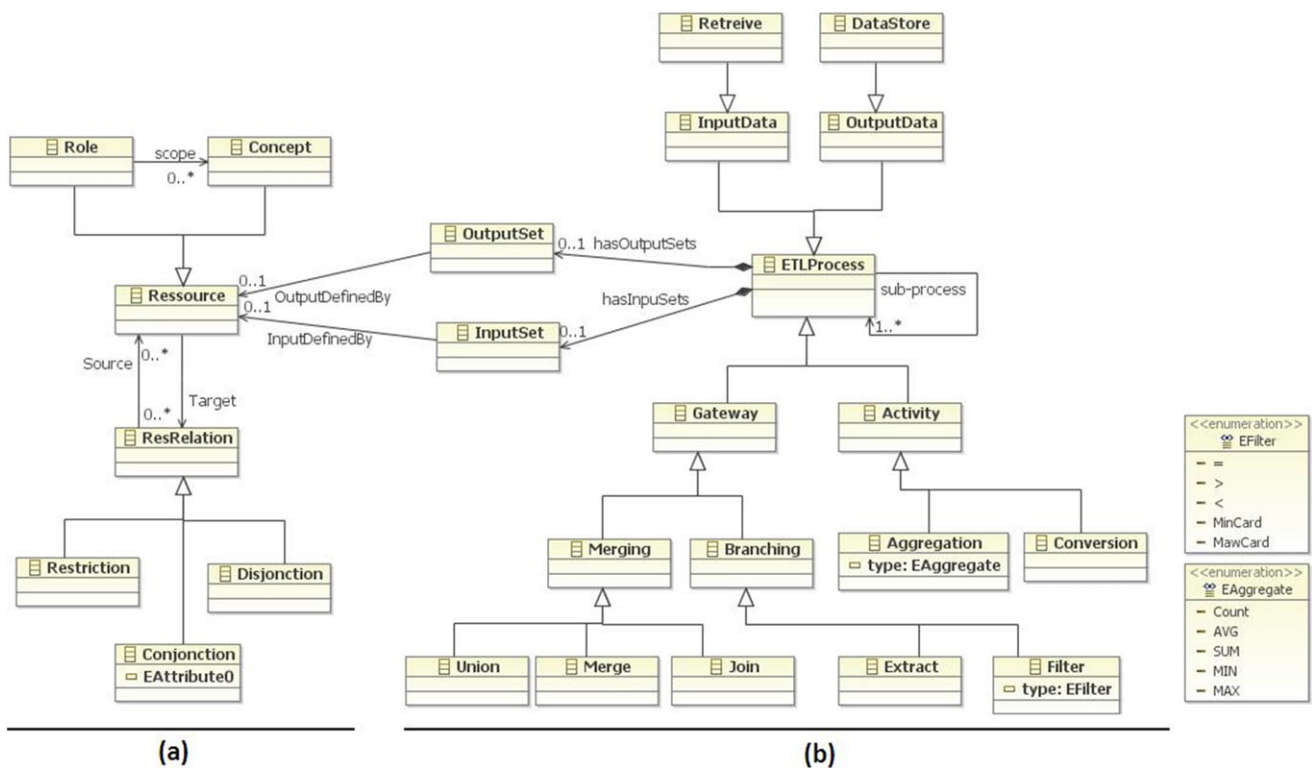 Retreive
DataStore
InputData
OutputData
Role
scope
0..*
Concept
OutputSet
0..1
hasOutputSets
ETLProcess
sub-process
1..*
Ressource
0..1
OutputDefinedBy
0..1
InputDefinedBy
InputSet
0..1
hasInpuSets
Source
0..*
0..*
Target
ResRelation
Gateway
Activity
Restriction
Disjonction
Conjonction
EAttribute0
Merging
Branching
Aggregation
type: EAggregate
Conversion
Union
Merge
Join
Extract
Filter
type: EFilter
<<enumeration>>
EFilter
=
>
<
MinCard
MawCard
<<enumeration>>
EAggregate
Count
AVG
SUM
MIN
MAX
(a)
(b)